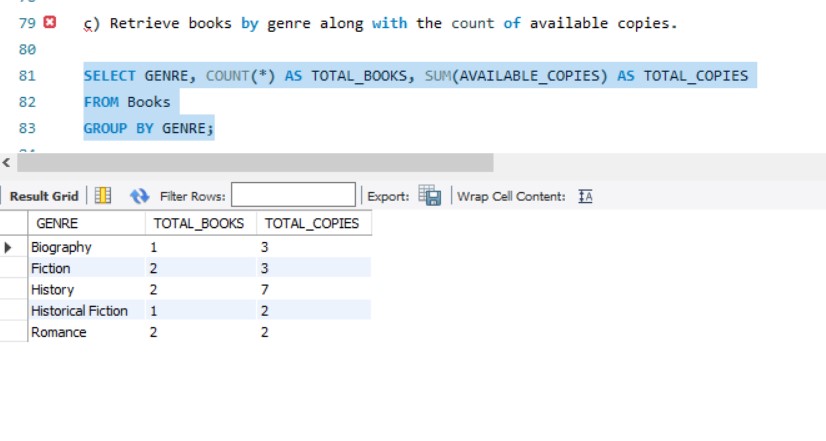 79 c) Retrieve books by genre along with the count of available copies.
80
81 SELECT GENRE, COUNT(*) AS TOTAL_BOOKS, SUM(AVAILABLE_COPIES) AS TOTAL_COPIES
82 FROM Books
83 GROUP BY GENRE;
Result Grid Filter Rows: Export: Wrap Cell Content: IA
GENRE TOTAL_BOOKS TOTAL_COPIES
Biography 1 3
Fiction 2 3
History 2 7
Historical Fiction 1 2
Romance 2 2